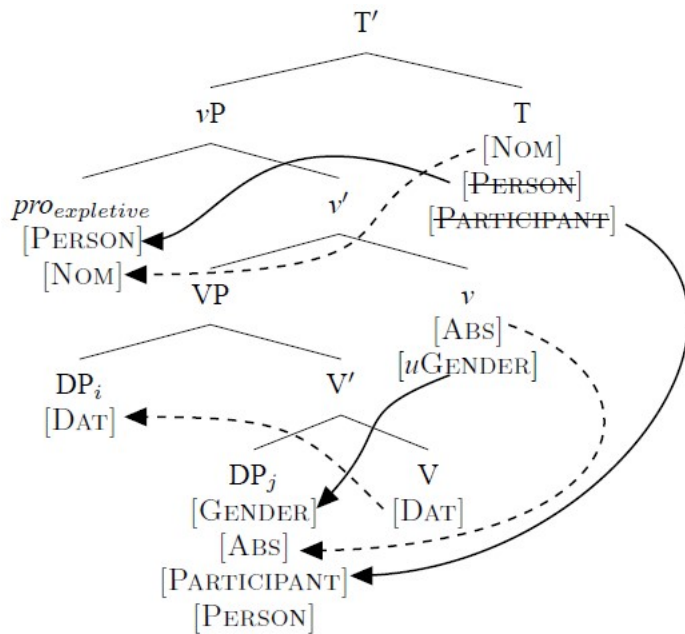 T′
vP T
[NOM]
[PERSON]
[PARTICIPANT]
pro_expletive v′
[PERSON]
[NOM]
VP v
[ABS]
[uGENDER]
DP_i V′
[DAT]
DP_j V
[GENDER] [DAT]
[ABS]
[PARTICIPANT]
[PERSON]